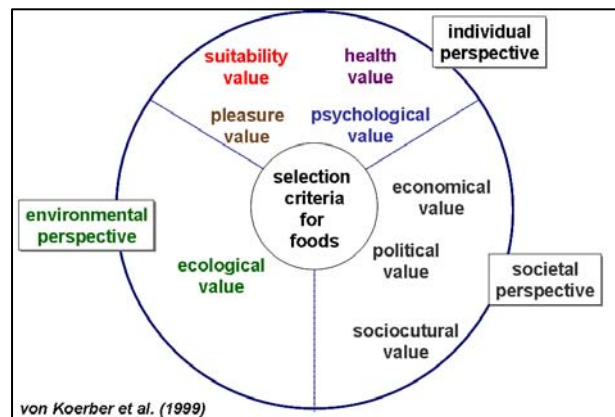 individual
perspective
suitability
value
health
value
pleasure
value
psychological
value
selection
criteria
for
foods
economical
value
environmental
perspective
ecological
value
political
value
societal
perspective
sociocutural
value
von Koerber et al. (1999)